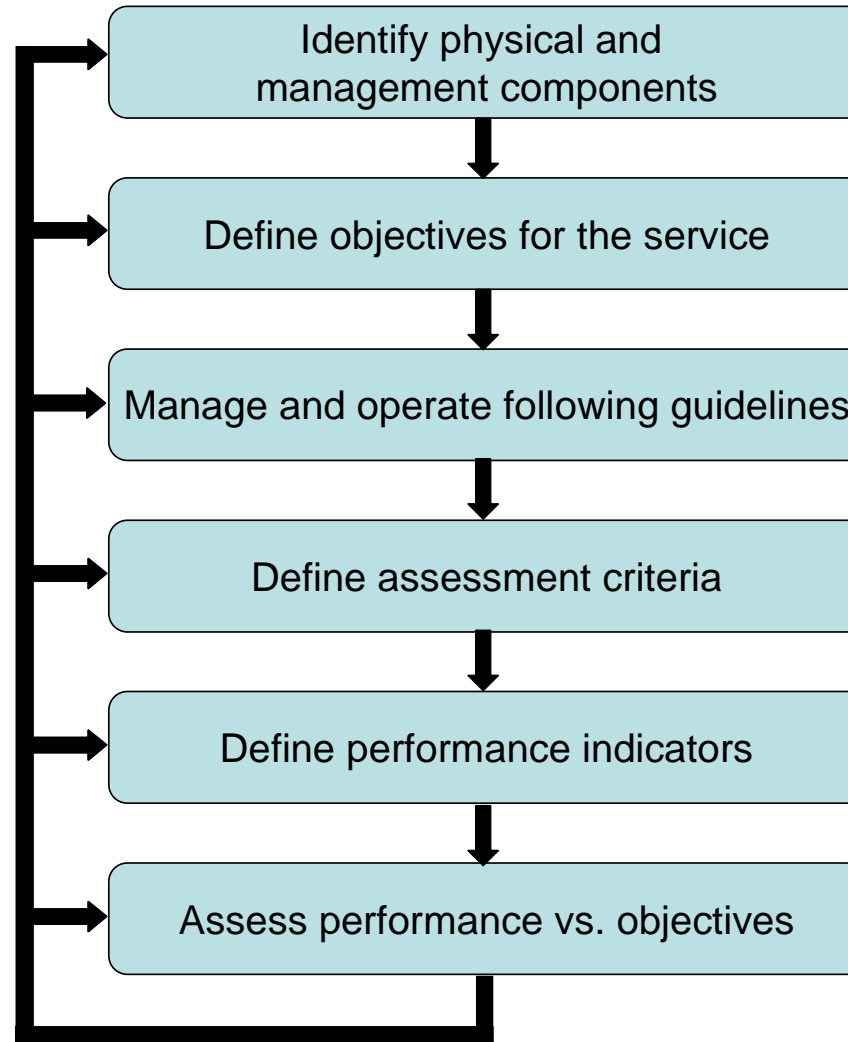 Identify physical and
management components
Define objectives for the service
Manage and operate following guidelines
Define assessment criteria
Define performance indicators
Assess performance vs. objectives